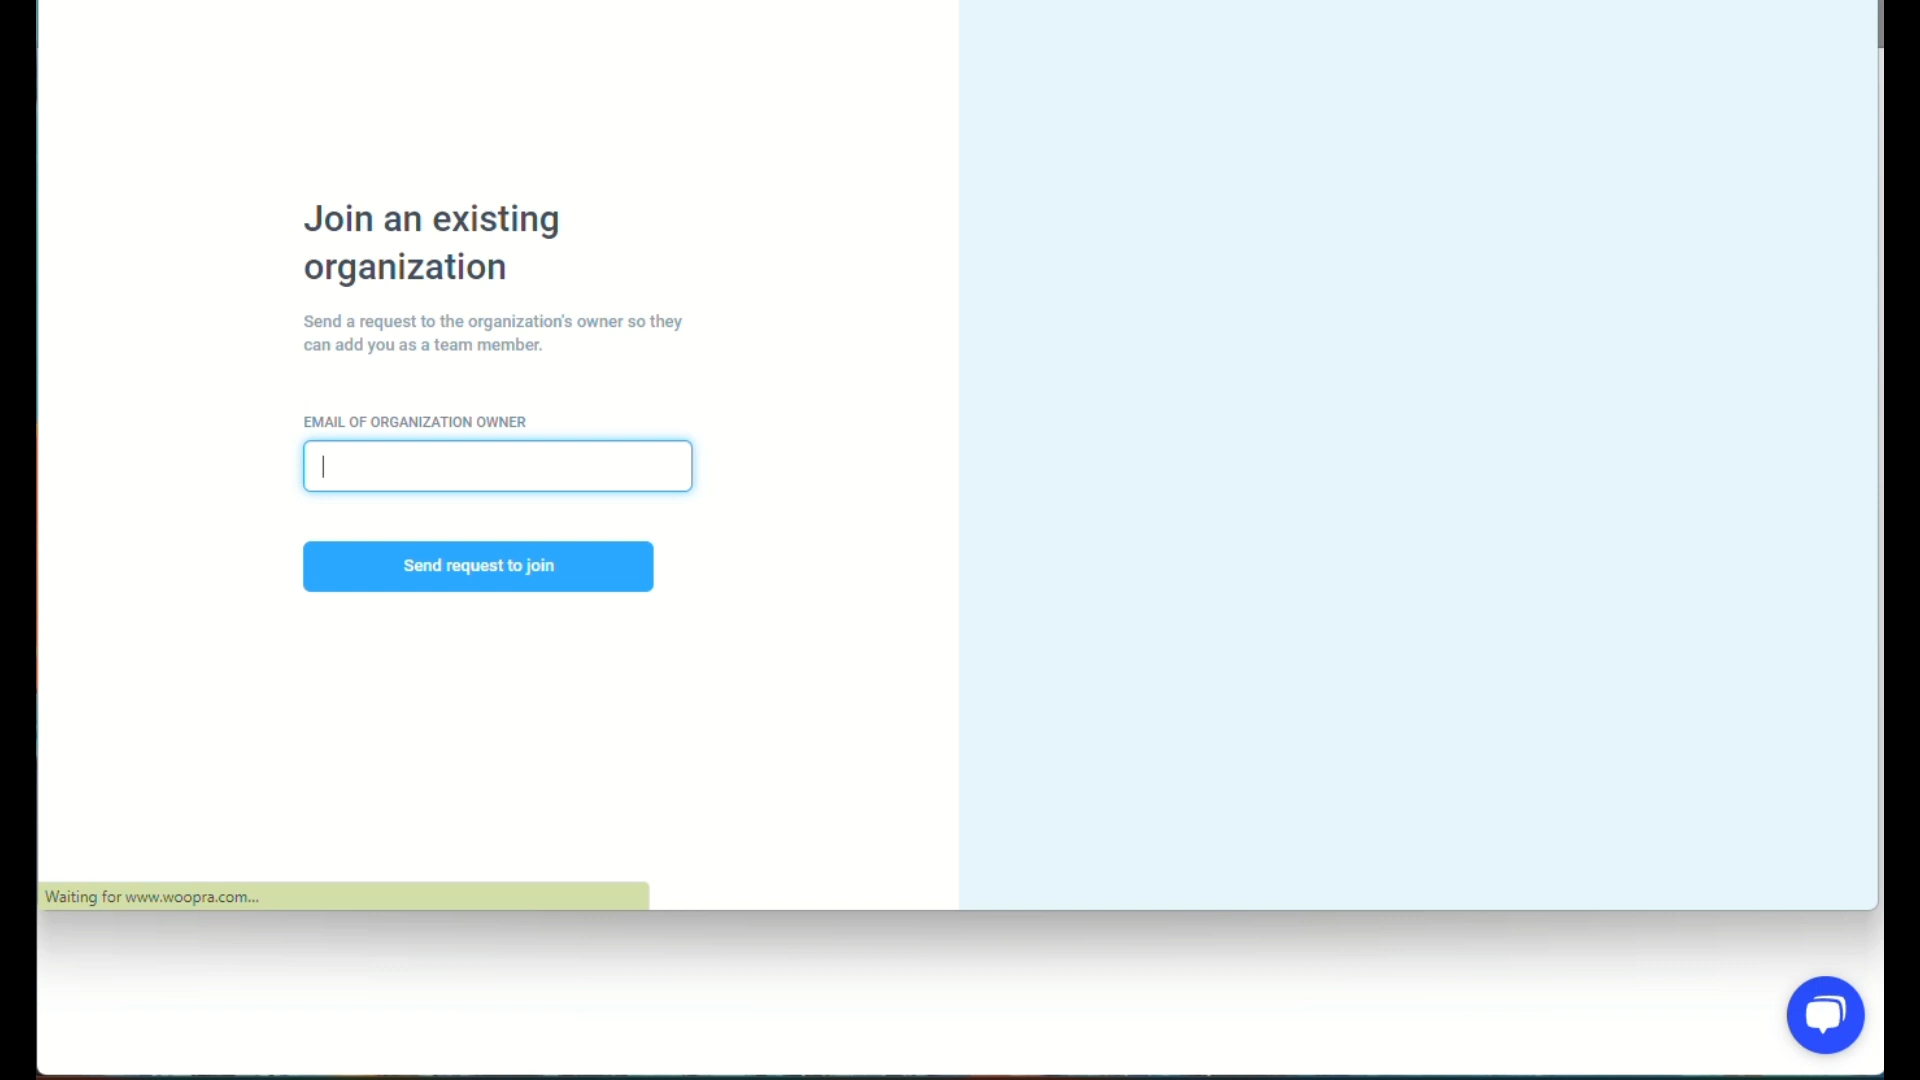 Join an existing
organization
Send a request to the organization's owner so they
can add you as a team member.
EMAIL OF ORGANIZATION OWNER
Send request to join
Waiting for www.woopra.com...